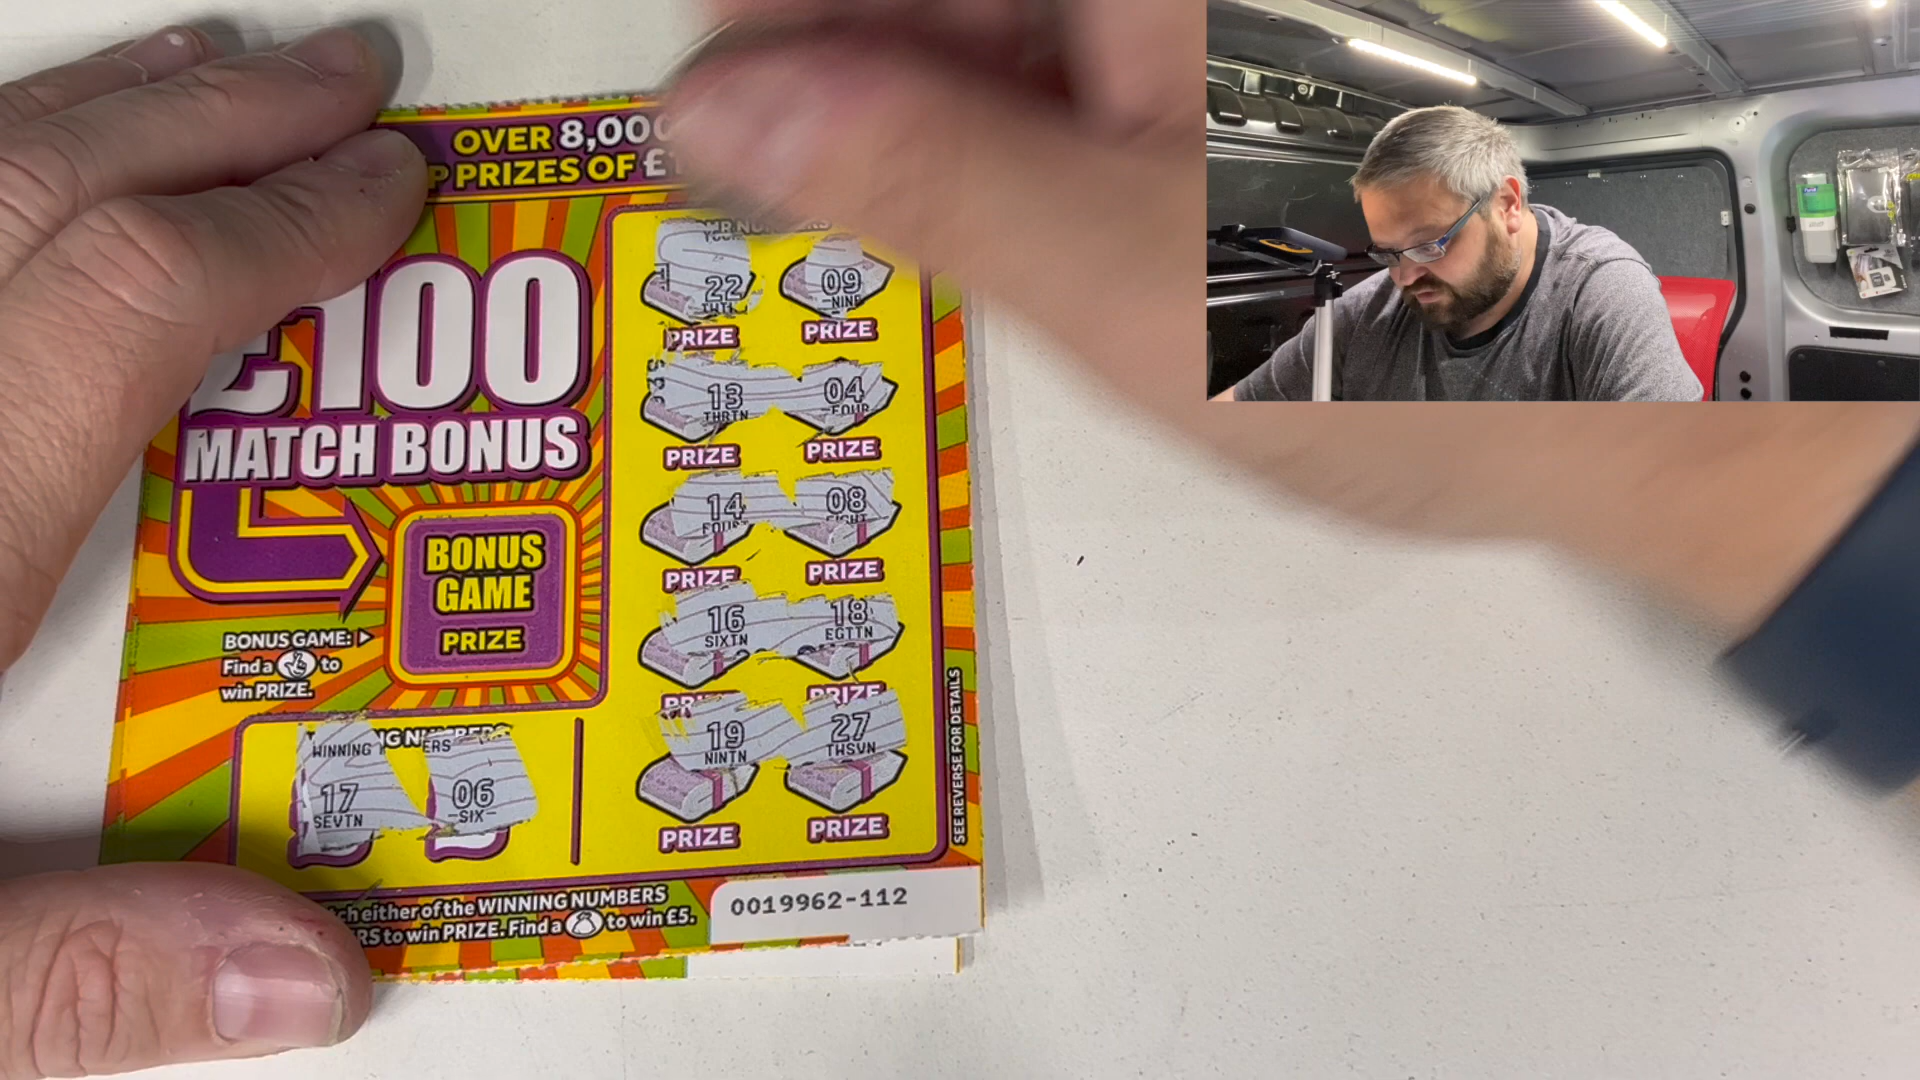 OVER 8,000
PRIZES OF £1
£100
MATCH BONUS
BONUS
GAME
PRIZE
BONUS GAME:
Find a to
win PRIZE.
22
09
NINE
PRIZE PRIZE
13 04
THRTN FOUR
PRIZE PRIZE
14 08
EIGHT
PRIZE PRIZE
16 18
SIXTN EGTTN
PRIZE
19 27
NINTN TWSVN
PRIZE PRIZE
WINNING
17 06
SEVTN -SIX-
either of the WINNING NUMBERS
to win PRIZE. Find a to win £5.
0019962-112
SEE REVERSE FOR DETAILS